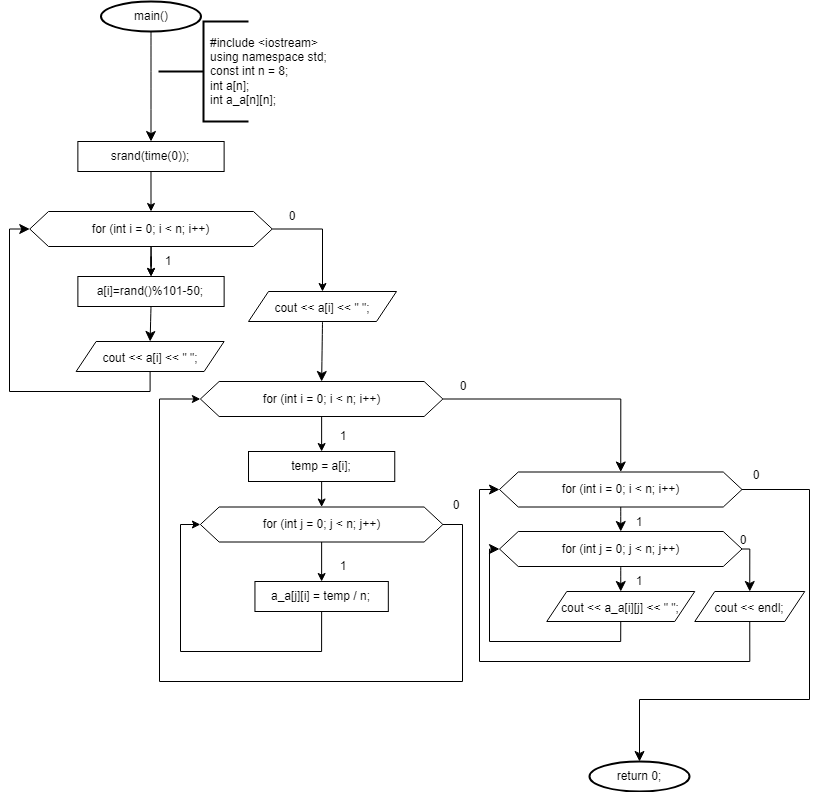 main()
#include <iostream>
using namespace std;
const int n = 8;
int a[n];
int a_a[n][n];
srand(time(0));
for (int i = 0; i < n; i++)
0
1
a[i]=rand()%101-50;
cout << a[i] << " ";
cout << a[i] << " ";
for (int i = 0; i < n; i++)
0
1
temp = a[i];
for (int j = 0; j < n; j++)
0
1
a_a[j][i] = temp / n;
for (int i = 0; i < n; i++)
0
1
for (int j = 0; j < n; j++)
0
1
cout << a_a[i][j] << " ";
cout << endl;
return 0;